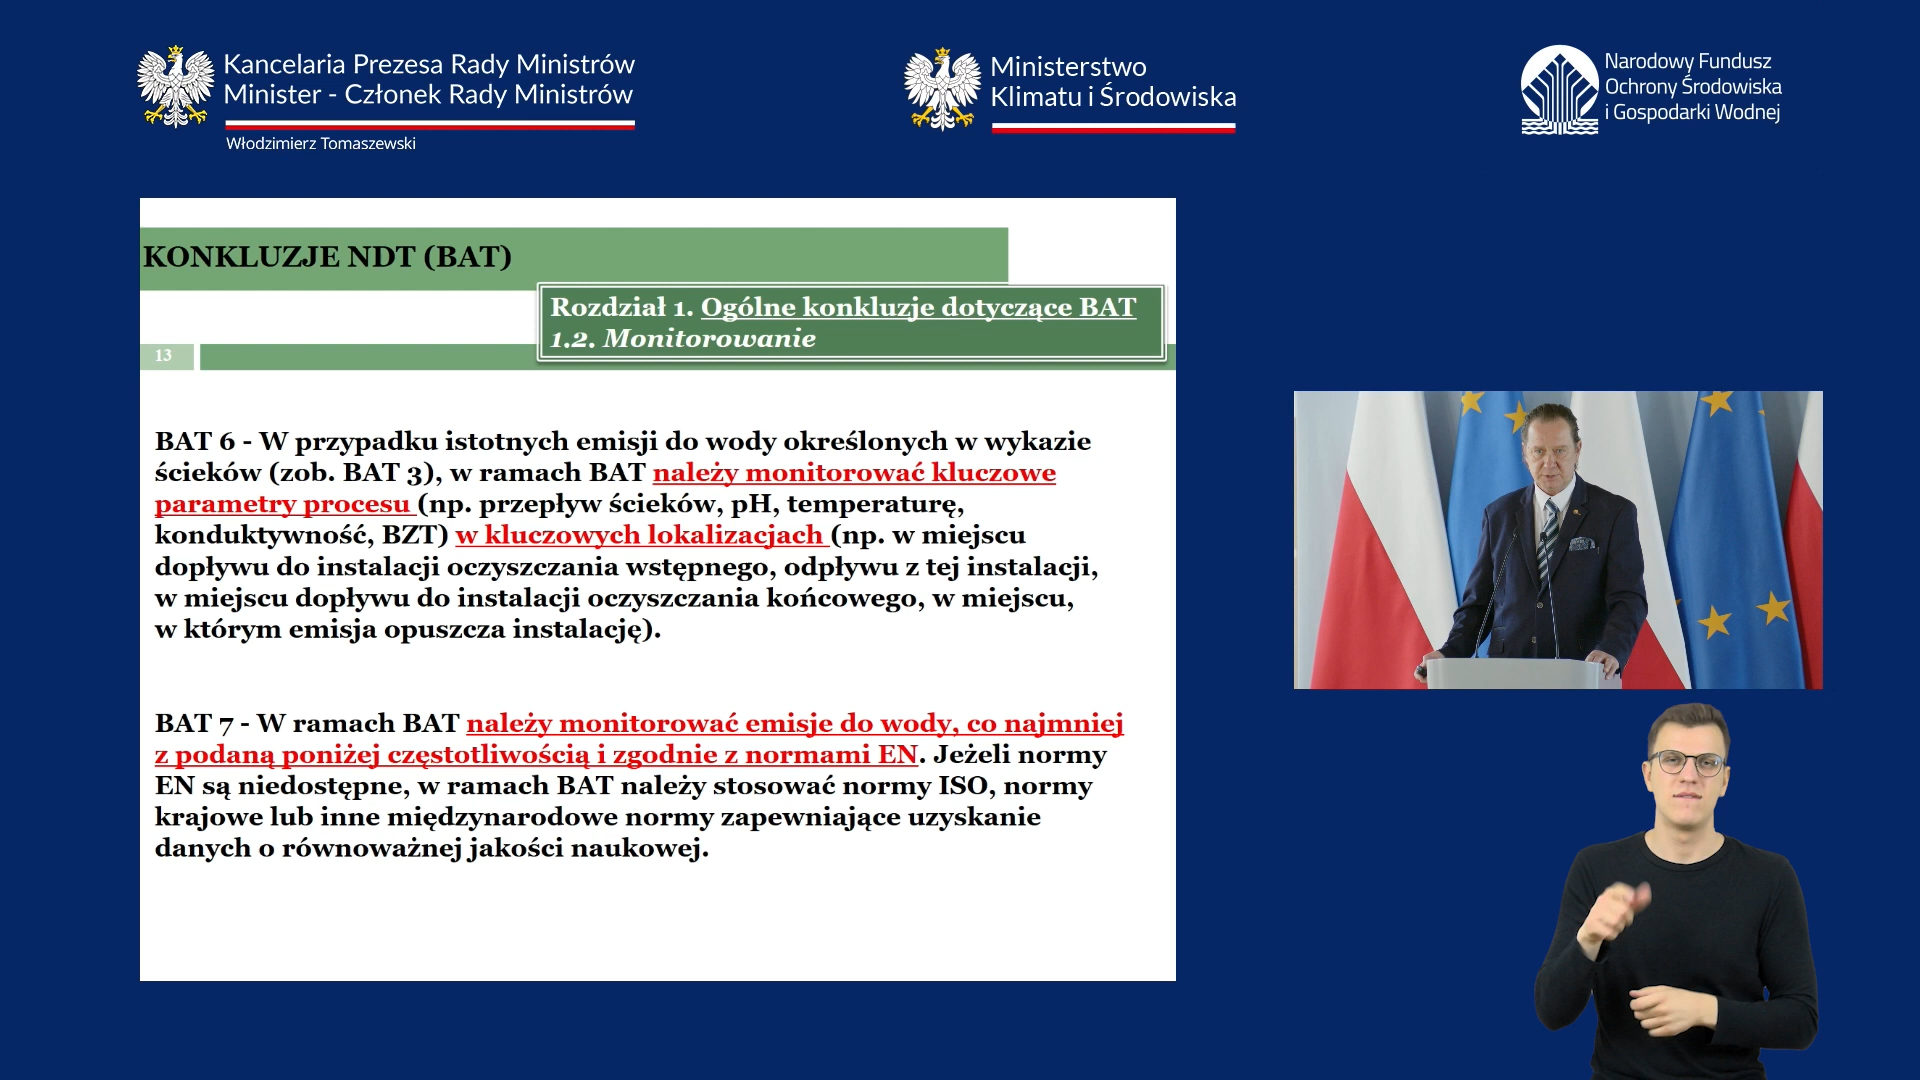 Kancelaria Prezesa Rady Ministrów
Minister - Członek Rady Ministrów
Włodzimierz Tomaszewski
Ministerstwo
Klimatu i Środowiska
Narodowy Fundusz
Ochrony Środowiska
i Gospodarki Wodnej
KONKLUZJE NDT (BAT)
Rozdział 1. Ogólne konkluzje dotyczące BAT
1.2. Monitorowanie
13
BAT 6 - W przypadku istotnych emisji do wody określonych w wykazie
ścieków (zob. BAT 3), w ramach BAT należy monitorować kluczowe
parametry procesu (np. przepływ ścieków, pH, temperaturę,
konduktywność, BZT) w kluczowych lokalizacjach (np. w miejscu
dopływu do instalacji oczyszczania wstępnego, odpływu z tej instalacji,
w miejscu dopływu do instalacji oczyszczania końcowego, w miejscu,
w którym emisja opuszcza instalację).
BAT 7 - W ramach BAT należy monitorować emisje do wody, co najmniej
z podaną poniżej częstotliwością i zgodnie z normami EN. Jeżeli normy
EN są niedostępne, w ramach BAT należy stosować normy ISO, normy
krajowe lub inne międzynarodowe normy zapewniające uzyskanie
danych o równoważnej jakości naukowej.